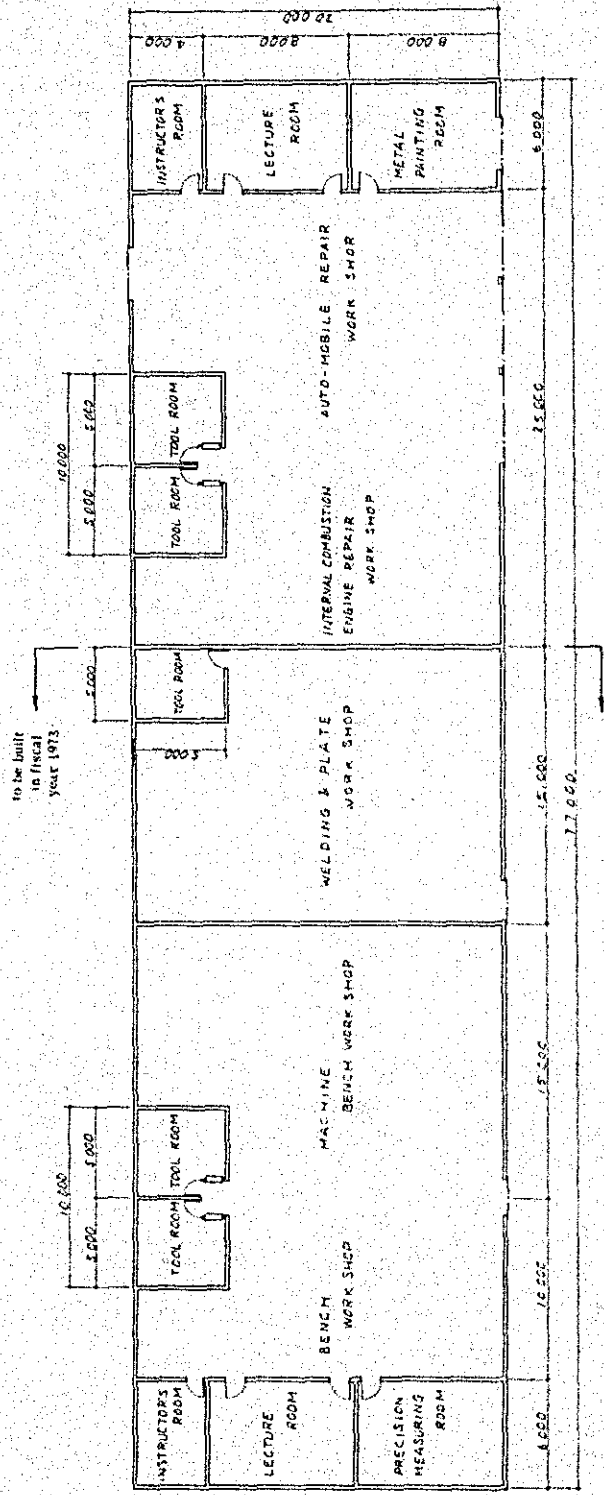 20 000
4 000
8 000
8 000
INSTRUCTORS
ROOM
LECTURE
ROOM
METAL
PAINTING
ROOM
6 000
10 000
5 000
5 000
TOOL ROOM
TOOL ROOM
AUTO-MOBILE REPAIR
WORK SHOP
INTERNAL COMBUSTION
ENGINE REPAIR
WORK SHOP
25 000
to be built
in fiscal
year 1973
5 000
TOOL ROOM
5 000
WELDING & PLATE
WORK SHOP
15 000
77 000
10 000
5 000
5 000
TOOL ROOM
TOOL ROOM
MACHINE
BENCH WORK SHOP
15 000
BENCH
WORK SHOP
10 000
INSTRUCTORS
ROOM
LECTURE
ROOM
PRECISION
MEASURING
ROOM
6 000